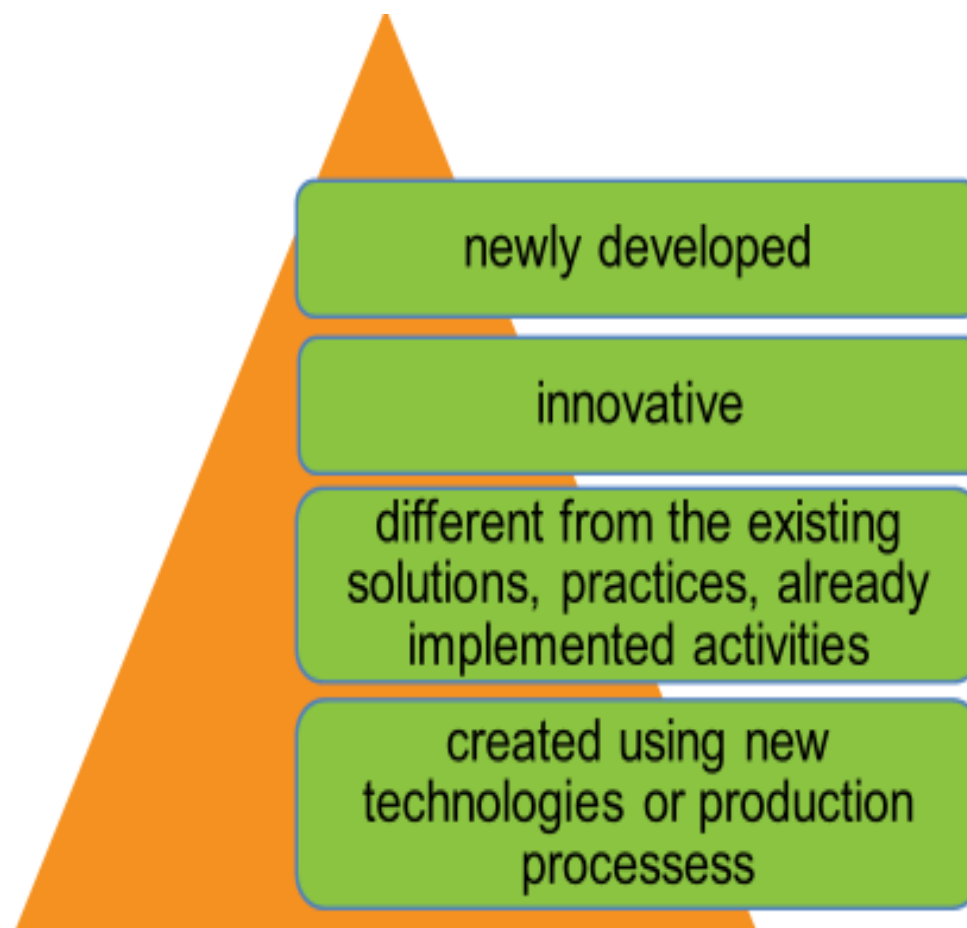 newly developed
innovative
different from the existing
solutions, practices, already
implemented activities
created using new
technologies or production
processess